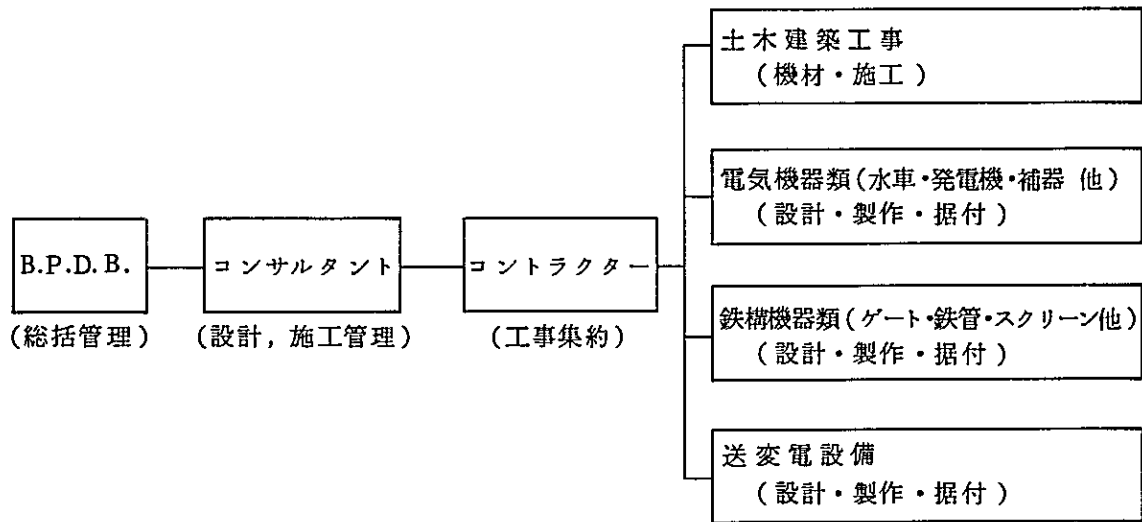 B.P.D.B.
(総括管理)
コンサルタント
(設計, 施工管理)
コントラクター
(工事集約)
土木建築工事
(機材・施工)
電気機器類(水車・発電機・補器 他)
(設計・製作・据付)
鉄構機器類(ゲート・鉄管・スクリーン他)
(設計・製作・据付)
送変電設備
(設計・製作・据付)